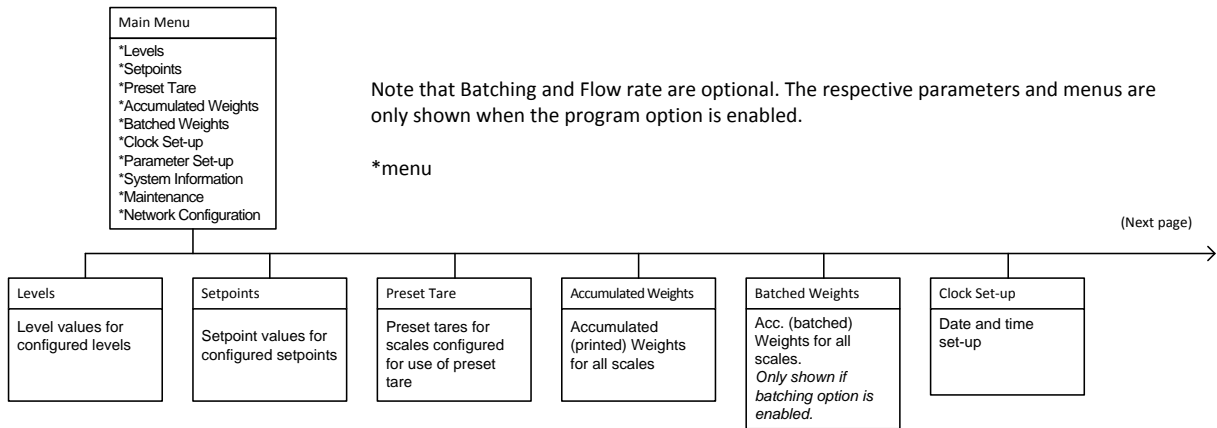 Main Menu
*Levels
*Setpoints
*Preset Tare
*Accumulated Weights
*Batched Weights
*Clock Set-up
*Parameter Set-up
*System Information
*Maintenance
*Network Configuration
Note that Batching and Flow rate are optional. The respective parameters and menus are
only shown when the program option is enabled.
*menu
(Next page)
Levels
Level values for
configured levels
Setpoints
Setpoint values for
configured setpoints
Preset Tare
Preset tares for
scales configured
for use of preset
tare
Accumulated Weights
Accumulated
(printed) Weights
for all scales
Batched Weights
Acc. (batched)
Weights for all
scales.
Only shown if
batching option is
enabled.
Clock Set-up
Date and time
set-up